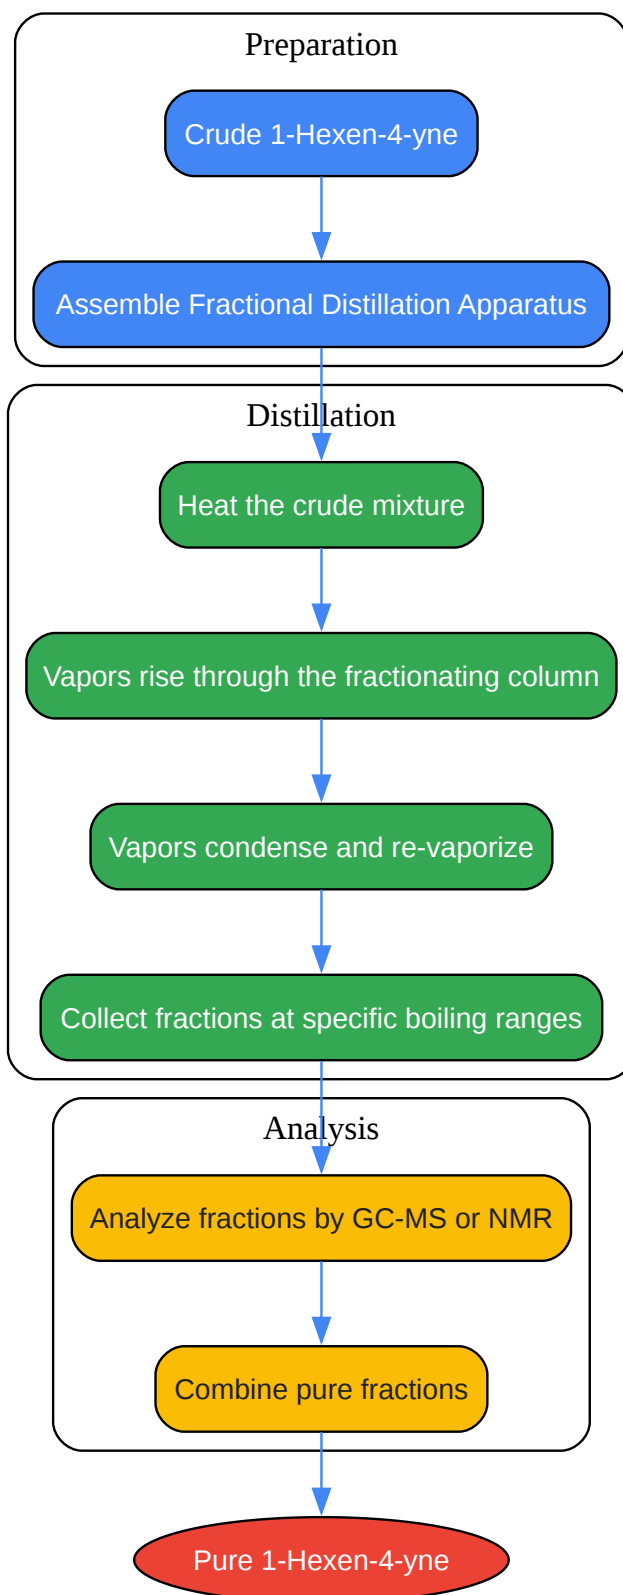 Preparation
Crude 1-Hexen-4-yne
Assemble Fractional Distillation Apparatus
Distillation
Heat the crude mixture
Vapors rise through the fractionating column
Vapors condense and re-vaporize
Collect fractions at specific boiling ranges
Analysis
Analyze fractions by GC-MS or NMR
Combine pure fractions
Pure 1-Hexen-4-yne